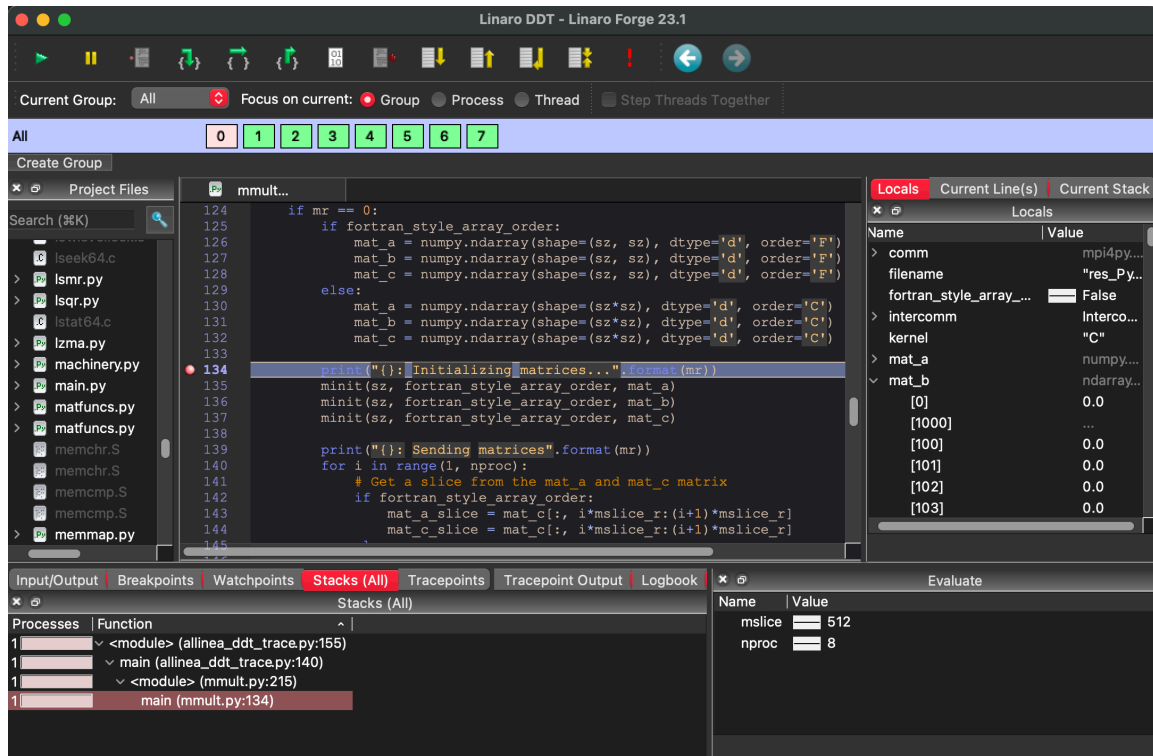 Linaro DDT - Linaro Forge 23.1
01
10
Current Group: All Focus on current: Group Process Thread Step Threads Together
All 0 1 2 3 4 5 6 7
Create Group
Project Files
Search (⌘K)
lseek64.c
lsmr.py
lsqr.py
lstat64.c
lzma.py
machinery.py
main.py
matfuncs.py
matfuncs.py
memchr.S
memchr.S
memcmp.S
memcmp.S
memmap.py
mmult...
124 if mr == 0:
125 if fortran_style_array_order:
126 mat_a = numpy.ndarray(shape=(sz, sz), dtype='d', order='F')
127 mat_b = numpy.ndarray(shape=(sz, sz), dtype='d', order='F')
128 mat_c = numpy.ndarray(shape=(sz, sz), dtype='d', order='F')
129 else:
130 mat_a = numpy.ndarray(shape=(sz*sz), dtype='d', order='C')
131 mat_b = numpy.ndarray(shape=(sz*sz), dtype='d', order='C')
132 mat_c = numpy.ndarray(shape=(sz*sz), dtype='d', order='C')
133
134 print("{}: Initializing matrices...".format(mr))
135 minit(sz, fortran_style_array_order, mat_a)
136 minit(sz, fortran_style_array_order, mat_b)
137 minit(sz, fortran_style_array_order, mat_c)
138
139 print("{}: Sending matrices".format(mr))
140 for i in range(1, nproc):
141 # Get a slice from the mat_a and mat_c matrix
142 if fortran_style_array_order:
143 mat_a_slice = mat_c[:, i*mslice_r:(i+1)*mslice_r]
144 mat_c_slice = mat_c[:, i*mslice_r:(i+1)*mslice_r]
145
Locals Current Line(s) Current Stack
Locals
Name Value
comm mpi4py....
filename "res_Py...
fortran_style_array_... False
intercomm Interco...
kernel "C"
mat_a numpy....
mat_b ndarray...
[0] 0.0
[1000] ...
[100] 0.0
[101] 0.0
[102] 0.0
[103] 0.0
Input/Output Breakpoints Watchpoints Stacks (All) Tracepoints Tracepoint Output Logbook
Stacks (All)
Processes Function
1 <module> (allinea_ddt_trace.py:155)
1 main (allinea_ddt_trace.py:140)
1 <module> (mmult.py:215)
1 main (mmult.py:134)
Evaluate
Name Value
mslice 512
nproc 8